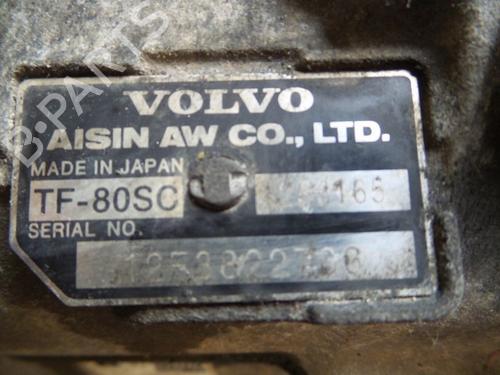 B-PARTS
VOLVO
AISIN AW CO., LTD.
MADE IN JAPAN
TF-80SC
SERIAL NO.